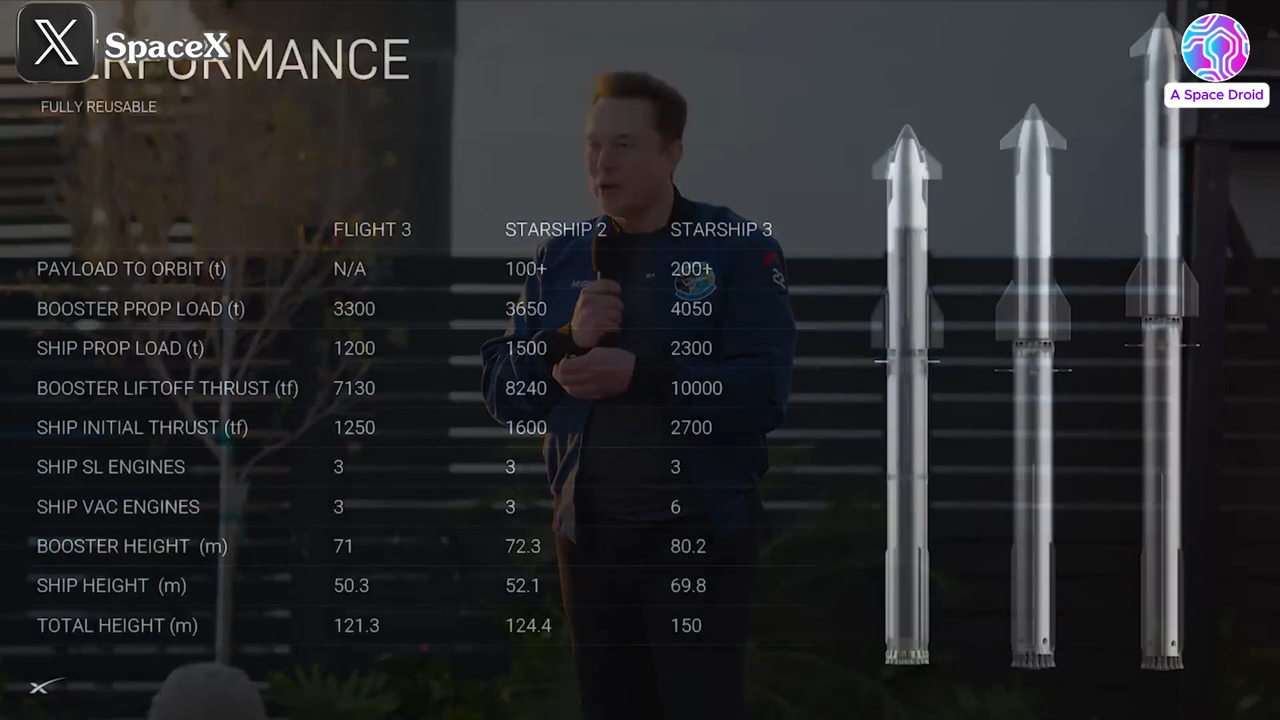 X SpaceX
PERFORMANCE
FULLY REUSABLE
A Space Droid
FLIGHT 3 STARSHIP 2 STARSHIP 3
PAYLOAD TO ORBIT (t) N/A 100+ 200+
BOOSTER PROP LOAD (t) 3300 3650 4050
SHIP PROP LOAD (t) 1200 1500 2300
BOOSTER LIFTOFF THRUST (tf) 7130 8240 10000
SHIP INITIAL THRUST (tf) 1250 1600 2700
SHIP SL ENGINES 3 3 3
SHIP VAC ENGINES 3 3 6
BOOSTER HEIGHT (m) 71 72.3 80.2
SHIP HEIGHT (m) 50.3 52.1 69.8
TOTAL HEIGHT (m) 121.3 124.4 150